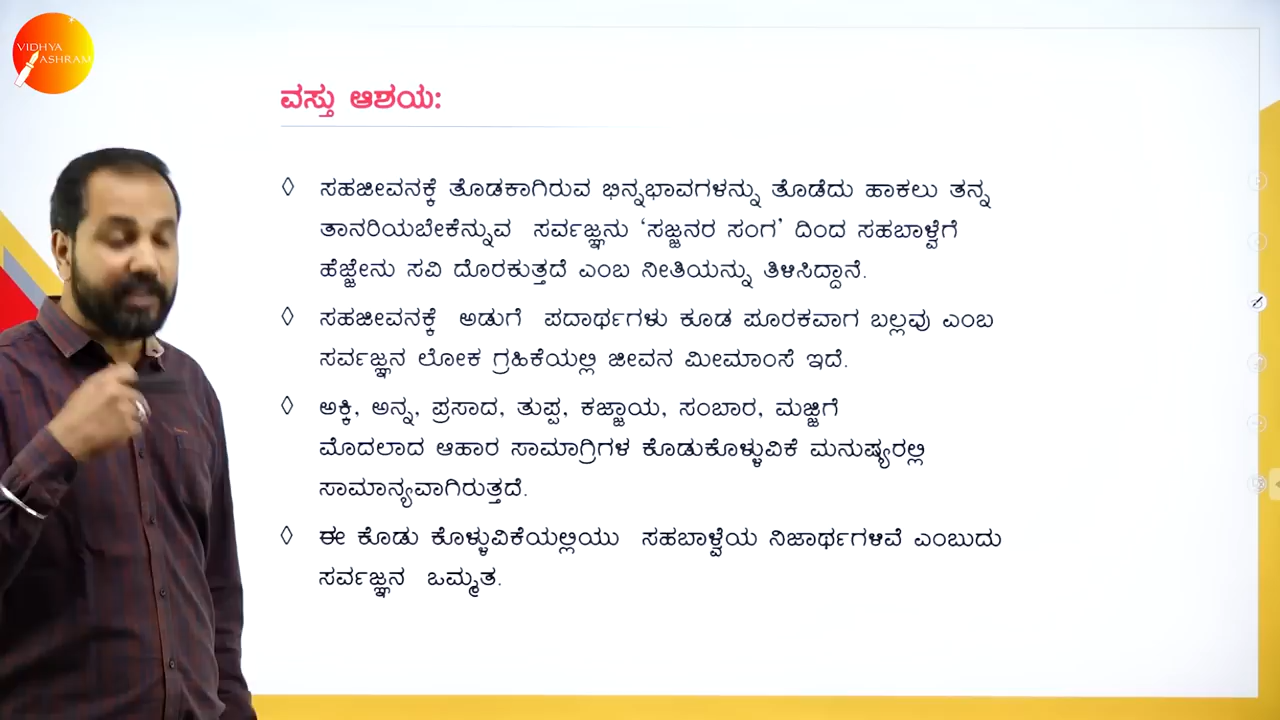 VIDHYA
ASHRAM
ವಸ್ತು ಆಶಯ:
◊ ಸಹಜೀವನಕ್ಕೆ ತೊಡಕಾಗಿರುವ ಭಿನ್ನಭಾವಗಳನ್ನು ತೊಡೆದು ಹಾಕಲು ತನ್ನ
ತಾನರಿಯಬೇಕೆನ್ನುವ ಸರ್ವಜ್ಞನು ‘ಸಜ್ಜನರ ಸಂಗ’ ದಿಂದ ಸಹಬಾಳ್ವೆಗೆ
ಹೆಜ್ಜೇನು ಸವಿ ದೊರಕುತ್ತದೆ ಎಂಬ ನೀತಿಯನ್ನು ತಿಳಿಸಿದ್ದಾನೆ.
◊ ಸಹಜೀವನಕ್ಕೆ ಅಡುಗೆ ಪದಾರ್ಥಗಳು ಕೂಡ ಪೂರಕವಾಗ ಬಲ್ಲವು ಎಂಬ
ಸರ್ವಜ್ಞನ ಲೋಕ ಗ್ರಹಿಕೆಯಲ್ಲಿ ಜೀವನ ಮೀಮಾಂಸೆ ಇದೆ.
◊ ಅಕ್ಕಿ, ಅನ್ನ, ಪ್ರಸಾದ, ತುಪ್ಪ, ಕಜ್ಜಾಯ, ಸಂಬಾರ, ಮಜ್ಜಿಗೆ
ಮೊದಲಾದ ಆಹಾರ ಸಾಮಾಗ್ರಿಗಳ ಕೊಡುಕೊಳ್ಳುವಿಕೆ ಮನುಷ್ಯರಲ್ಲಿ
ಸಾಮಾನ್ಯವಾಗಿರುತ್ತದೆ.
◊ ಈ ಕೊಡು ಕೊಳ್ಳುವಿಕೆಯಲ್ಲಿಯು ಸಹಬಾಳ್ವೆಯ ನಿಜಾರ್ಥಗಳಿವೆ ಎಂಬುದು
ಸರ್ವಜ್ಞನ ಒಮ್ಮತ.